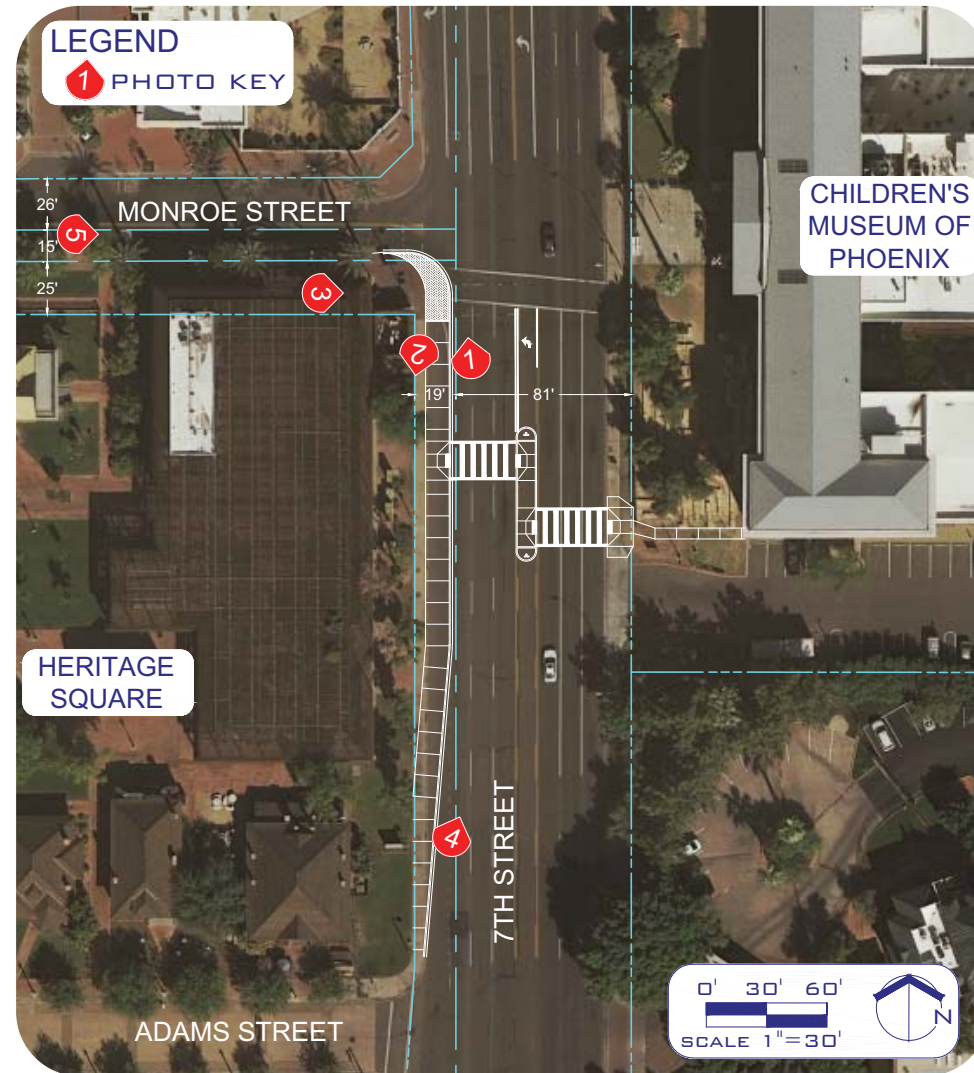 LEGEND
1 PHOTO KEY
26'
MONROE STREET
5
15'
25'
3
CHILDREN'S
MUSEUM OF
PHOENIX
2
1
19'
81'
HERITAGE
SQUARE
4
7TH STREET
ADAMS STREET
0' 30' 60'
SCALE 1"=30'
N